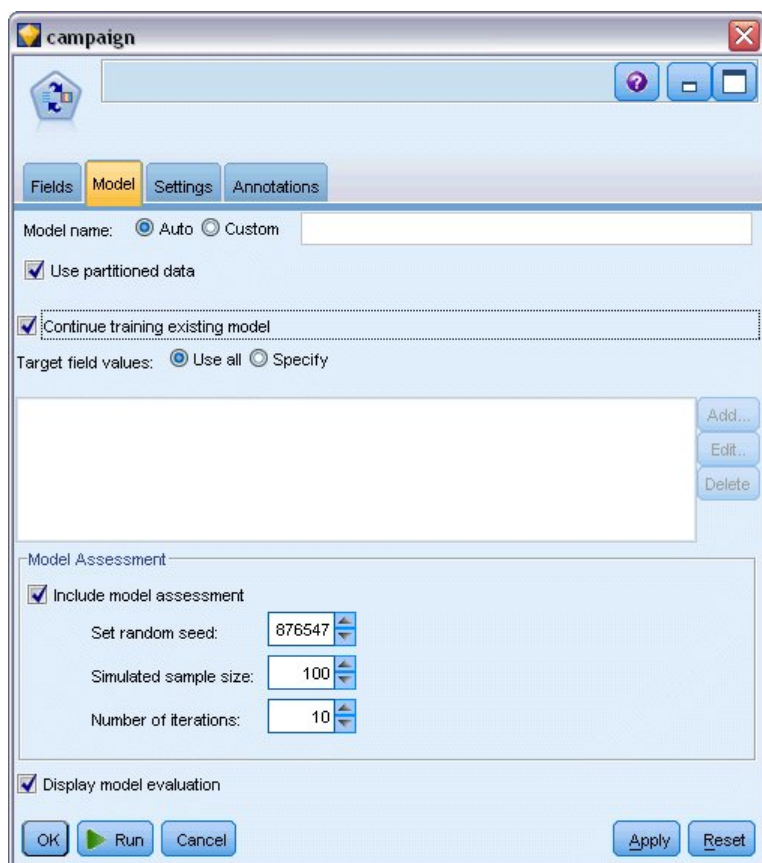 campaign
Fields Model Settings Annotations
Model name: Auto Custom
Use partitioned data
Continue training existing model
Target field values: Use all Specify
Add...
Edit..
Delete
Model Assessment
Include model assessment
Set random seed: 876547
Simulated sample size: 100
Number of iterations: 10
Display model evaluation
OK Run Cancel Apply Reset